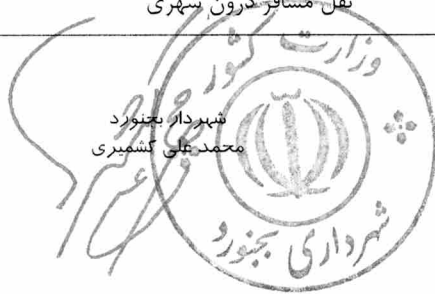 نقل مسافر درون شهری
وزارت کشور
شهردار بجنورد
محمد علی کشمیری
شهرداری بجنورد